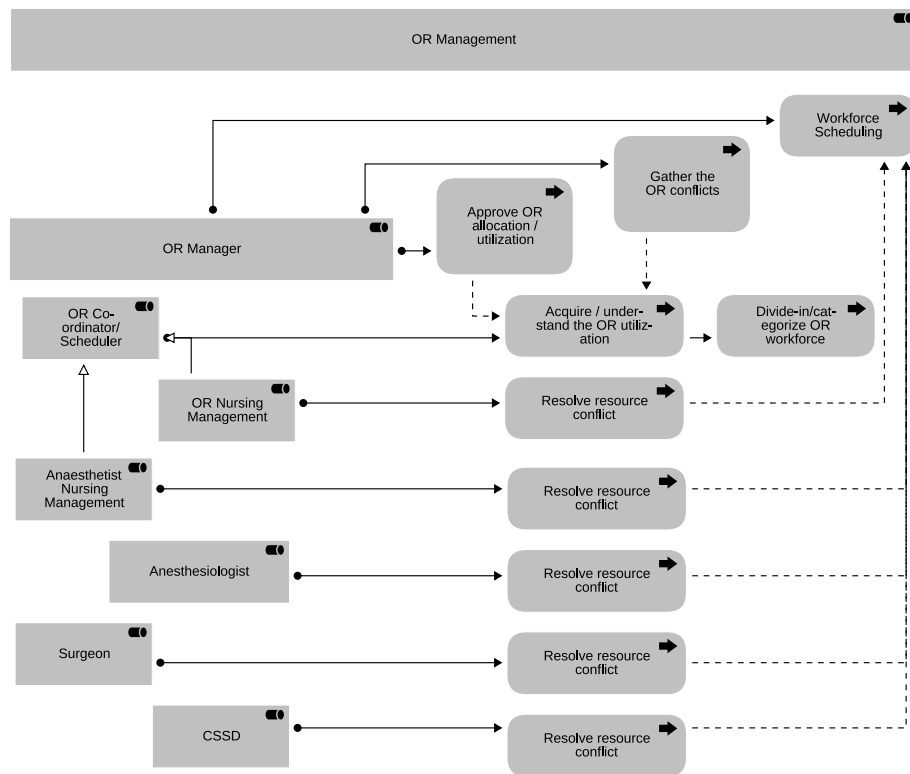 OR Management
Workforce
Scheduling
Gather the
OR conflicts
Approve OR
allocation /
utilization
OR Manager
OR Co-
ordinator/
Scheduler
Acquire / under-
stand the OR utiliz-
ation
Divide-in/cat-
egorize OR
workforce
OR Nursing
Management
Resolve resource
conflict
Anaesthetist
Nursing
Management
Resolve resource
conflict
Anesthesiologist
Resolve resource
conflict
Surgeon
Resolve resource
conflict
CSSD
Resolve resource
conflict